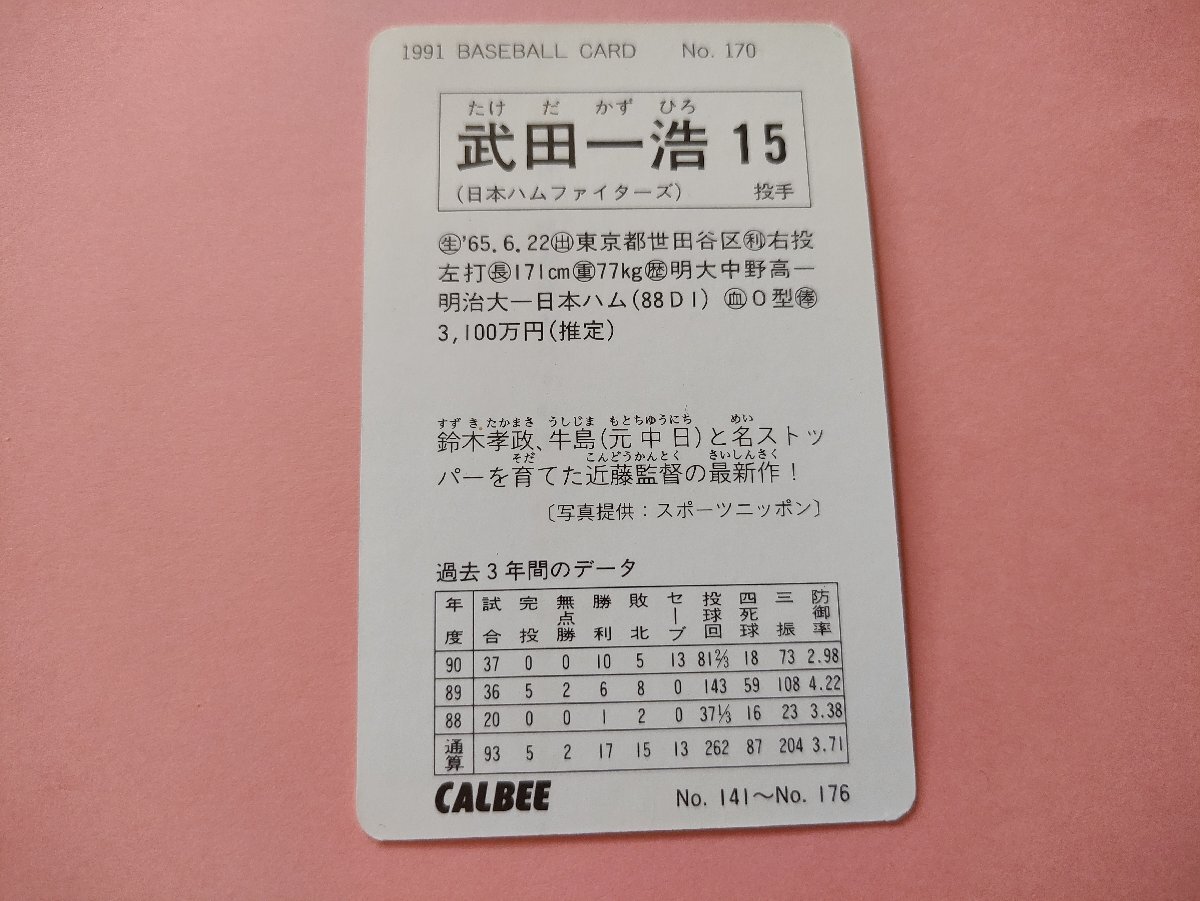 1991 BASEBALL CARD No. 170
たけ だ かず ひろ
武田一浩 15
(日本ハムファイターズ) 投手
㊤'65.6.22㊤東京都世田谷区㊤右投
左打㊤171cm㊤77kg㊤明大中野高―
明治大―日本ハム(88D1) ㊤O型㊤
3,100万円(推定)
すず き たかまさ うしじま もとちゆうにち めい
鈴木孝政、牛島(元中日)と名ストッ
そだ こんどうかんとく さいしんさく
パーを育てた近藤監督の最新作!
〔写真提供:スポーツニッポン〕
過去3年間のデータ
年度 試合 完投 無点勝 勝利 敗北 セーブ 投球回 四死球 三振 防御率
90 37 0 0 10 5 13 81⅔ 18 73 2.98
89 36 5 2 6 8 0 143 59 108 4.22
88 20 0 0 1 2 0 37⅓ 16 23 3.38
通算 93 5 2 17 15 13 262 87 204 3.71
CALBEE No. 141～No. 176